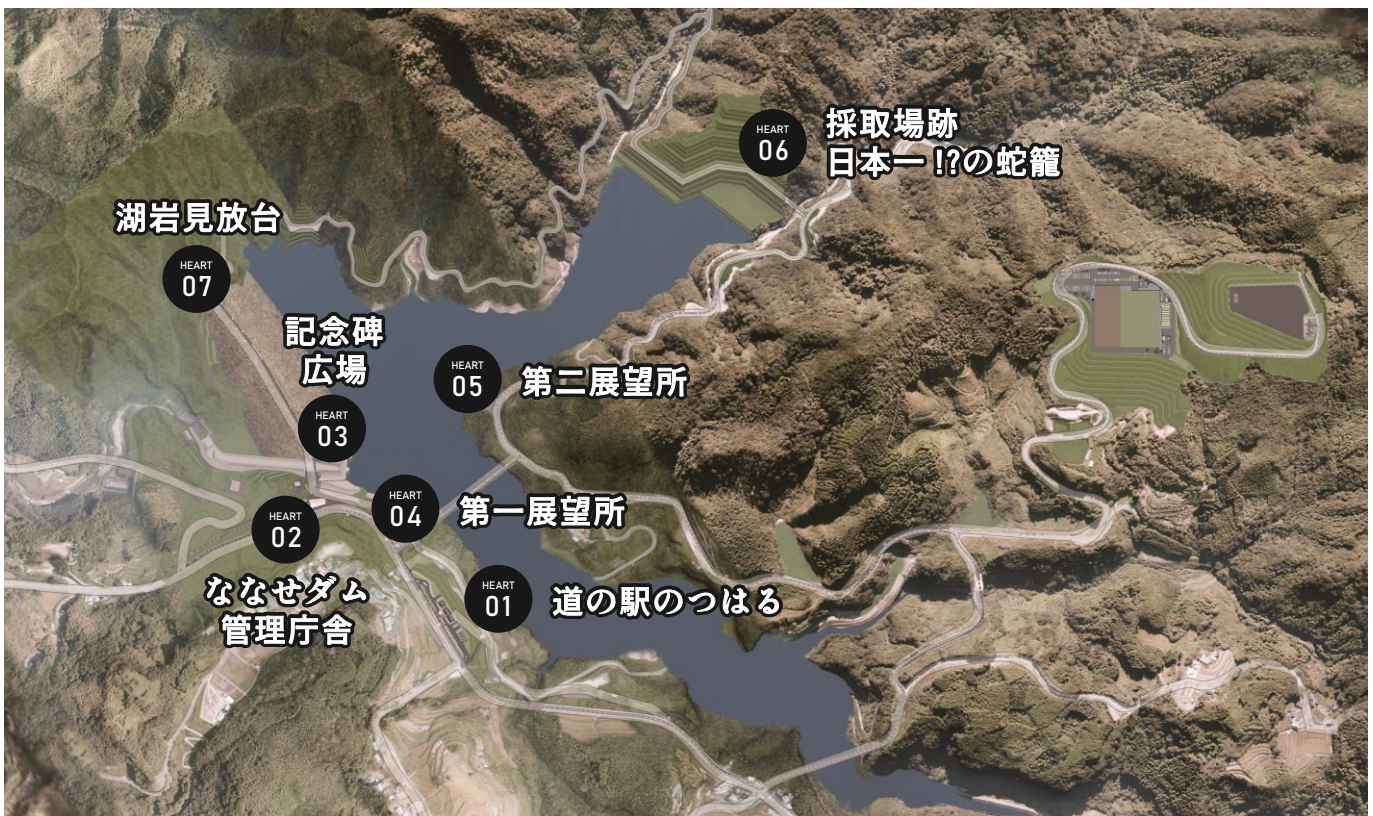 HEART
06
採取場跡
日本一!?の蛇籠
湖岩見放台
HEART
07
記念碑
広場
HEART
03
HEART
05
第二展望所
HEART
04
第一展望所
HEART
02
ななせダム
管理庁舎
HEART
01
道の駅のつはる